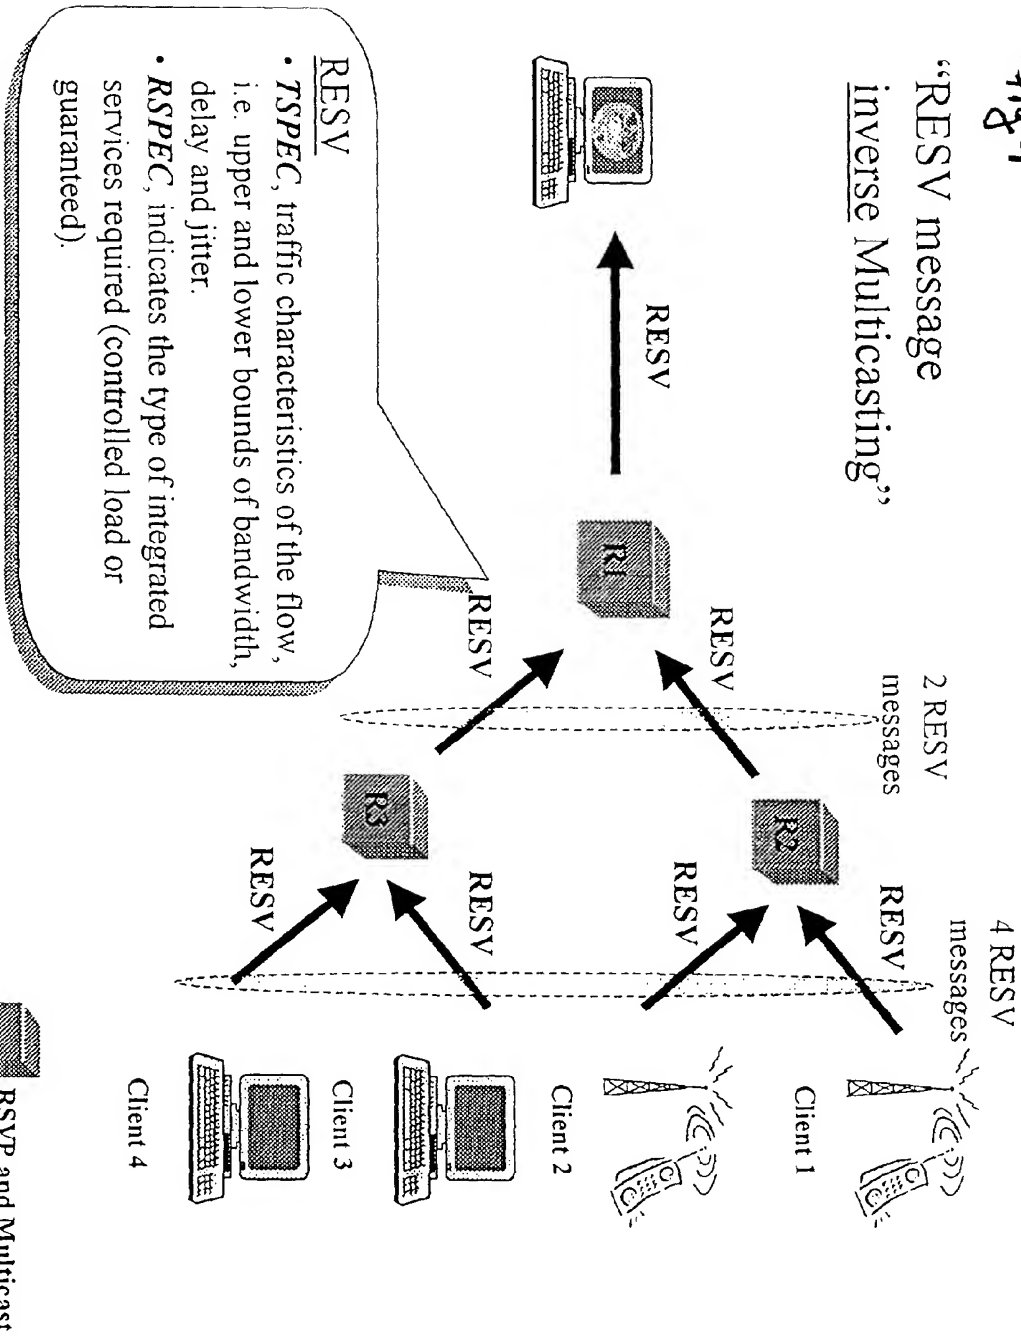 “RESV message
inverse Multicasting”
2 RESV
messages
4 RESV
messages
RESV
RESV
RESV
RESV
RESV
RESV
RESV
R1
R2
R3
Client 1
Client 2
Client 3
Client 4
RESV
• TSPEC, traffic characteristics of the flow,
i.e. upper and lower bounds of bandwidth,
delay and jitter.
• RSPEC, indicates the type of integrated
services required (controlled load or
guaranteed).
RSVP and Multicast